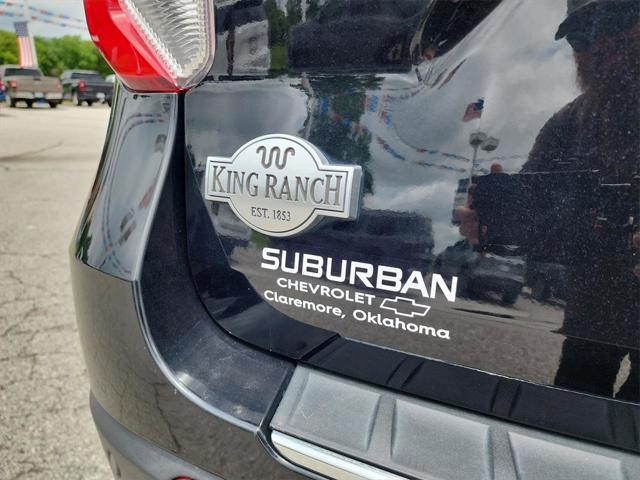 KING RANCH
EST. 1853
SUBURBAN
CHEVROLET
Claremore, Oklahoma